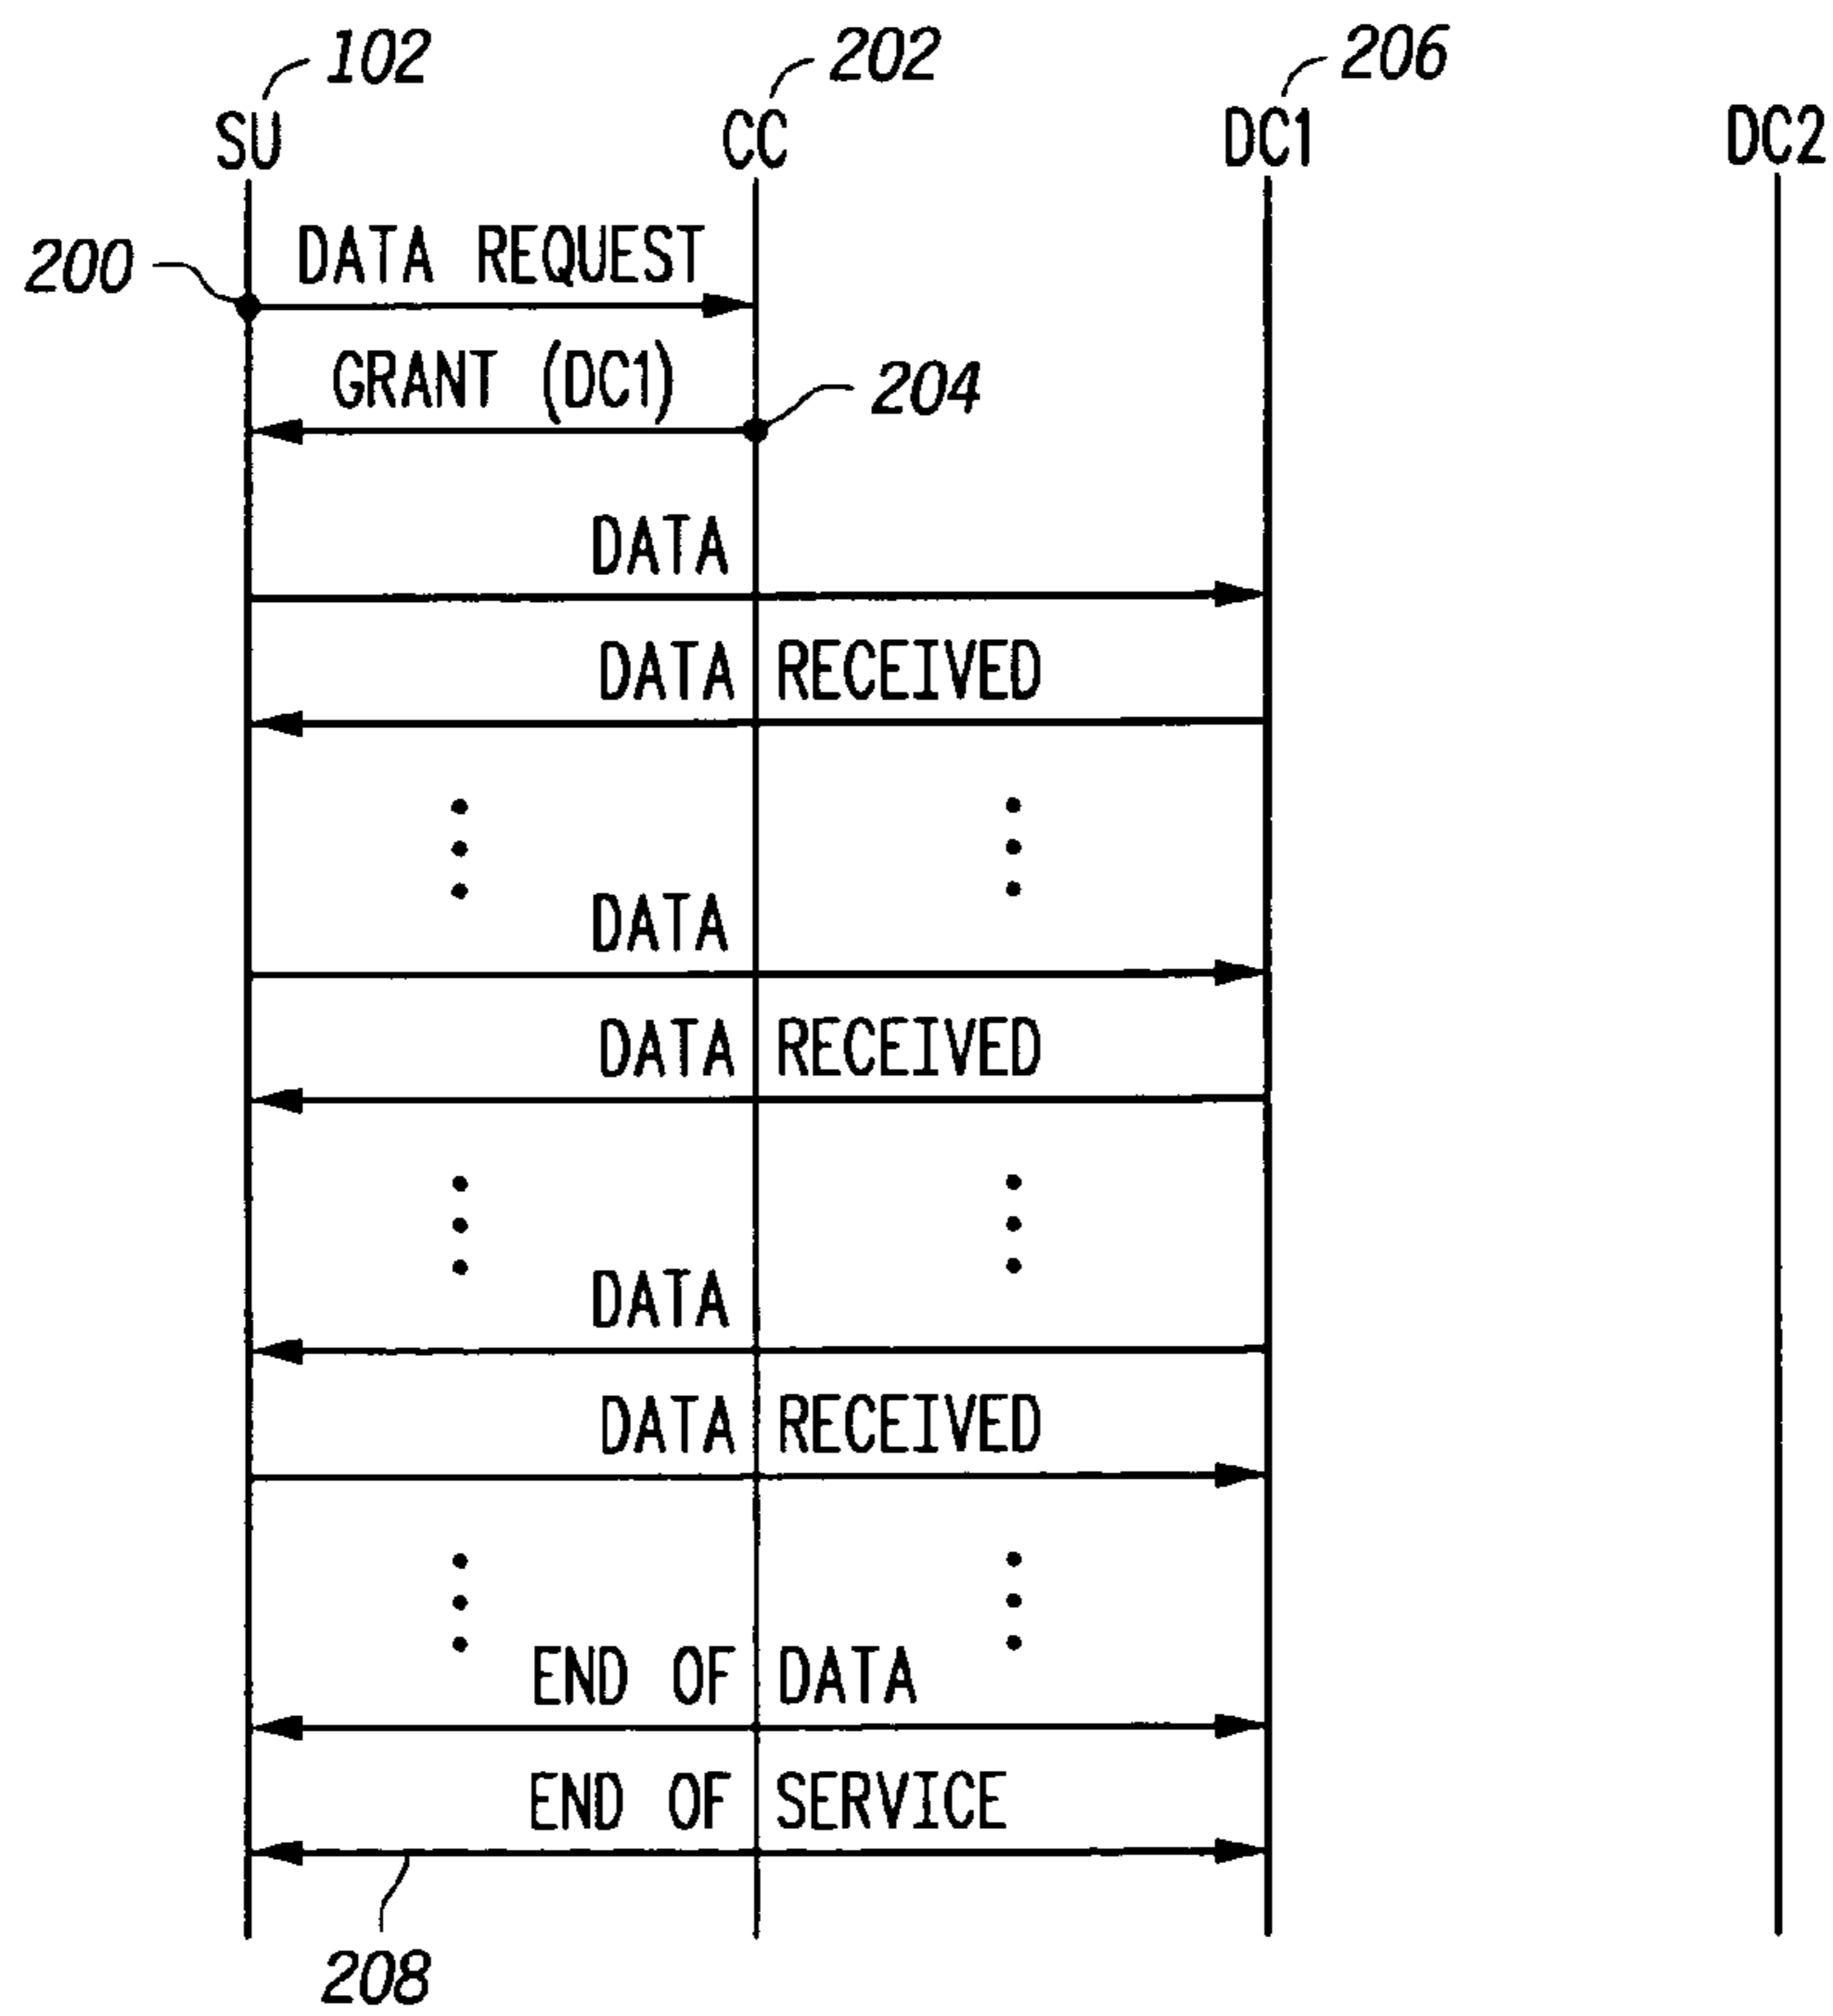 102 202 206
SU CC DC1 DC2
200 DATA REQUEST
GRANT (DC1) 204
DATA
DATA RECEIVED
DATA
DATA RECEIVED
DATA
DATA RECEIVED
END OF DATA
END OF SERVICE
208